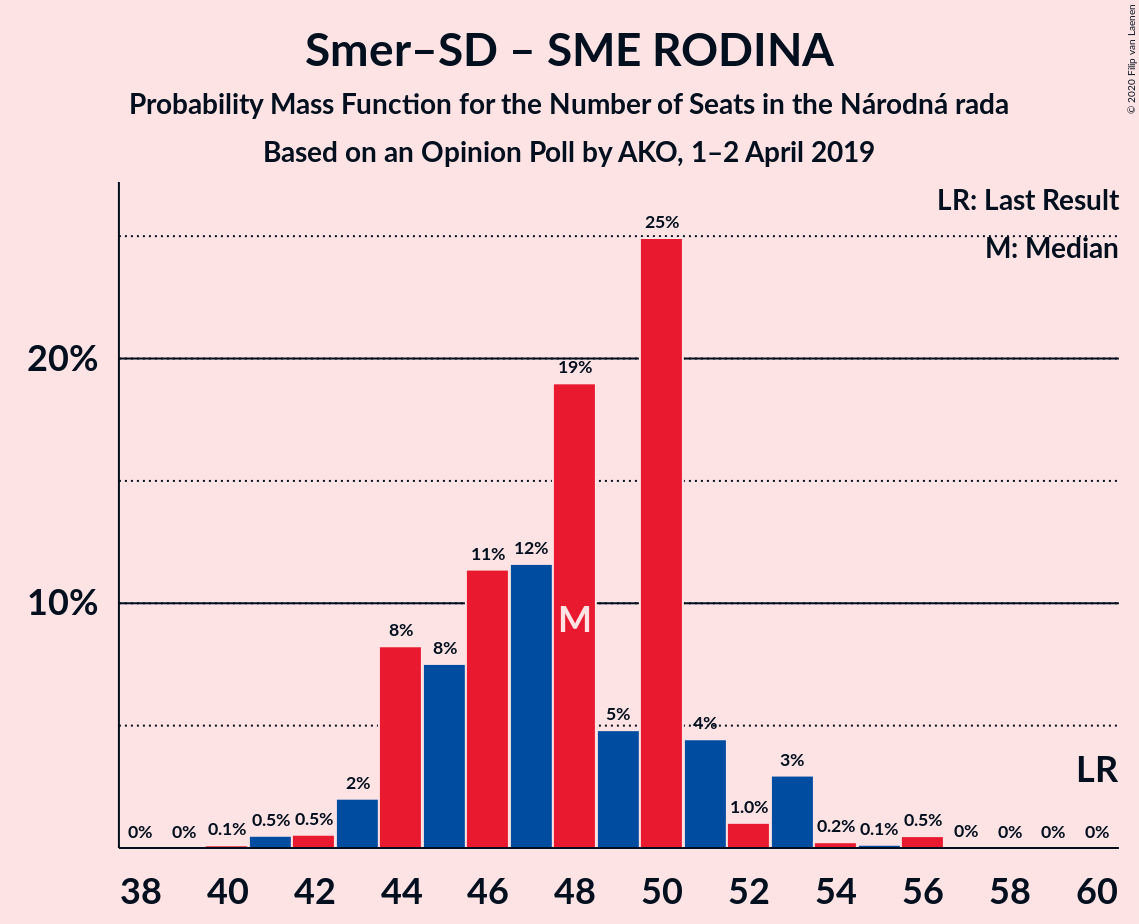 Smer–SD – SME RODINA
Probability Mass Function for the Number of Seats in the Národná rada
Based on an Opinion Poll by AKO, 1–2 April 2019
© 2020 Filip van Laenen
LR: Last Result
M: Median
25%
20%
19%
12%
11%
10%
M
8%
8%
5%
4%
LR
3%
2%
1.0%
0% 0% 0.1% 0.5% 0.5% 0.2% 0.1% 0.5% 0% 0% 0% 0%
38 40 42 44 46 48 50 52 54 56 58 60